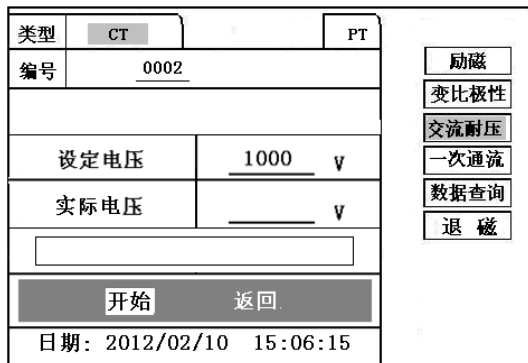 类型 CT PT
编号 0002
设定电压 1000 V
实际电压 V
开始 返回
日期: 2012/02/10 15:06:15
励磁
变比极性
交流耐压
一次通流
数据查询
退 磁